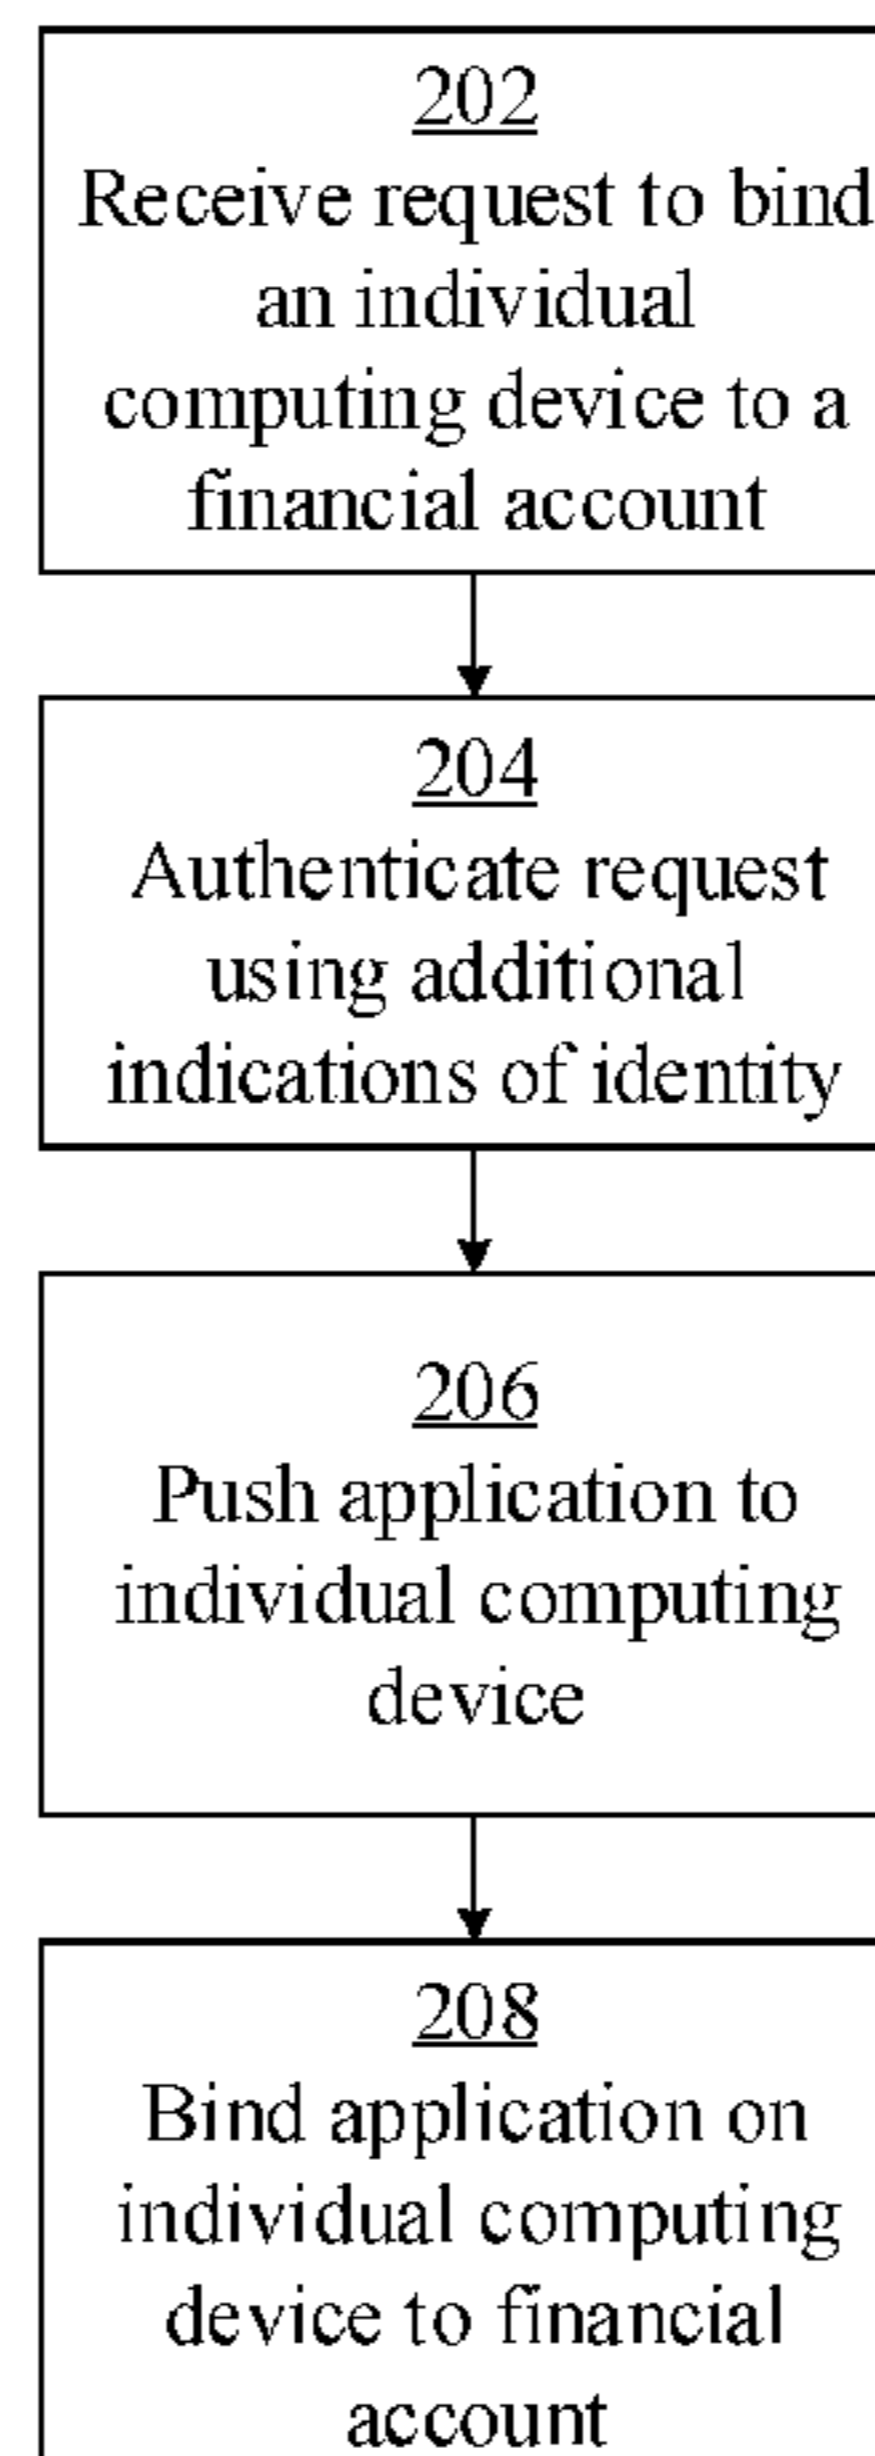 202
Receive request to bind
an individual
computing device to a
financial account
204
Authenticate request
using additional
indications of identity
206
Push application to
individual computing
device
208
Bind application on
individual computing
device to financial
account